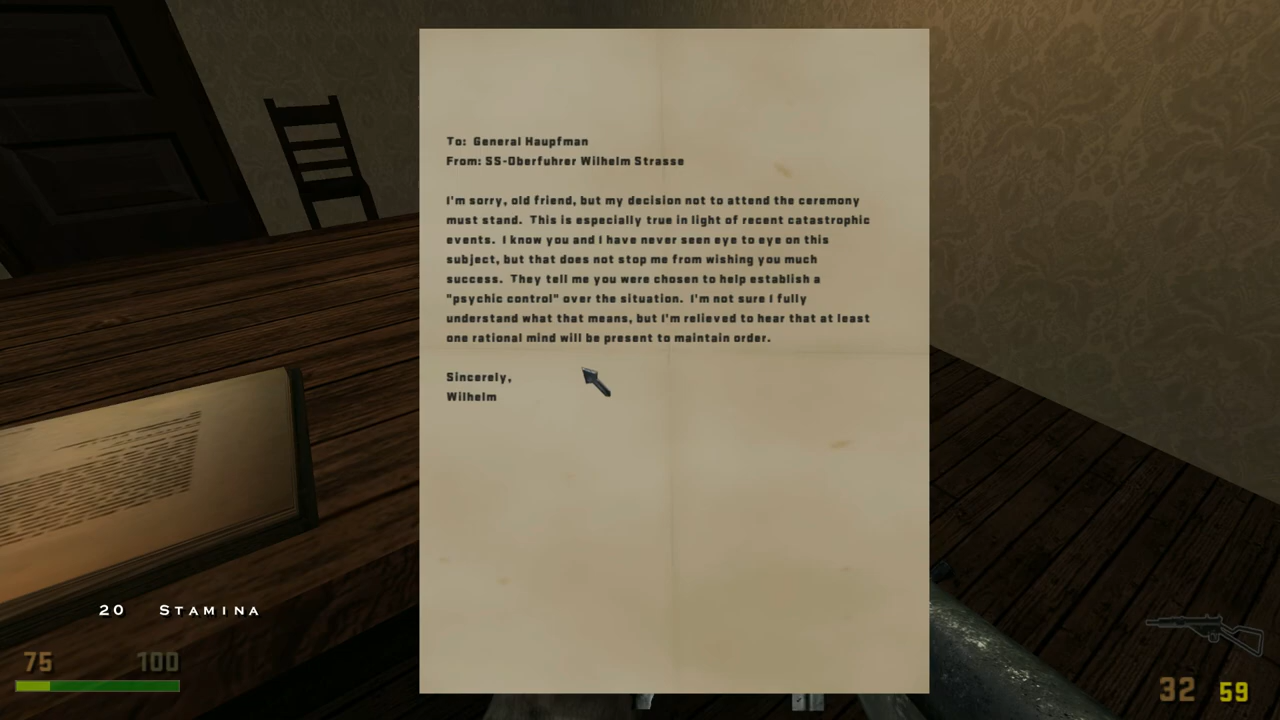 To: General Haupfman
From: SS-Oberfuhrer Wilhelm Strasse
I'm sorry, old friend, but my decision not to attend the ceremony
must stand. This is especially true in light of recent catastrophic
events. I know you and I have never seen eye to eye on this
subject, but that does not stop me from wishing you much
success. They tell me you were chosen to help establish a
"psychic control" over the situation. I'm not sure I fully
understand what that means, but I'm relieved to hear that at least
one rational mind will be present to maintain order.
Sincerely,
Wilhelm
20 STAMINA
75 100
32 59